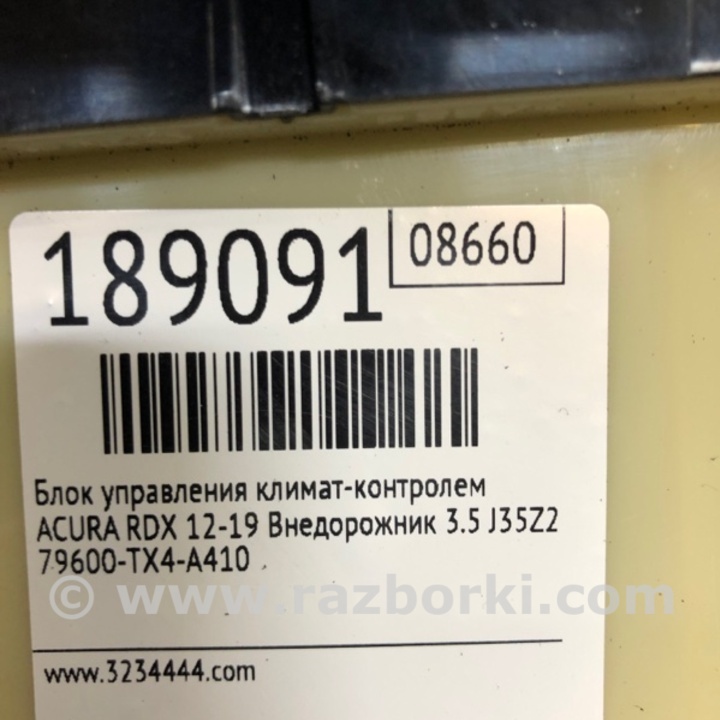 189091
08660
Блок управления климат-контролем
ACURA RDX 12-19 Внедорожник 3.5 J35Z2
79600-TX4-A410
© www.razborki.com
www.3234444.com